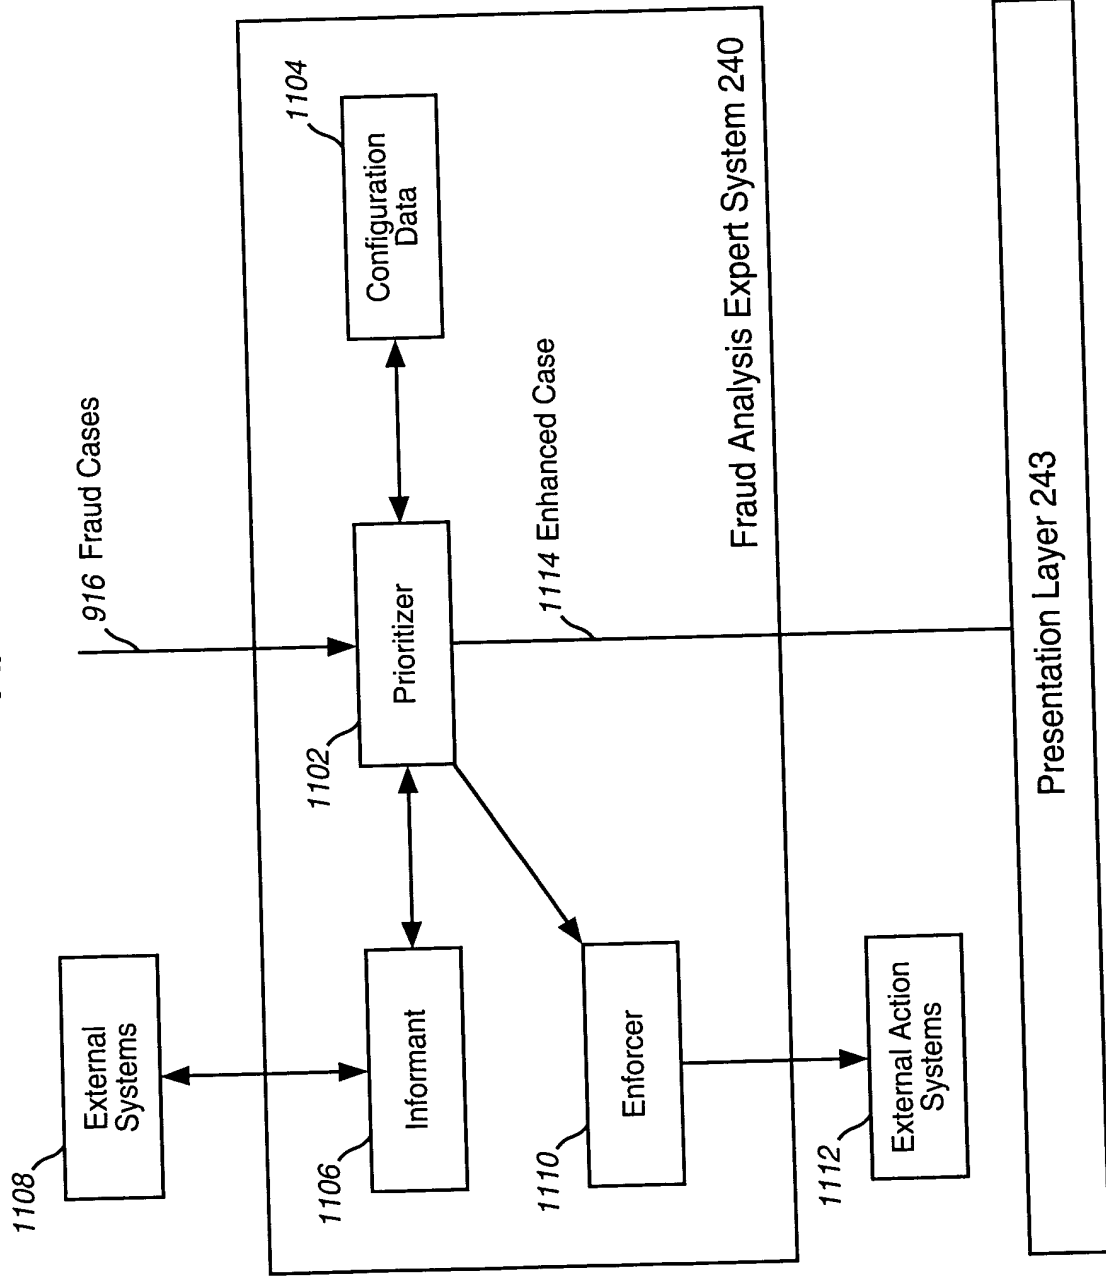 916 Fraud Cases
1108
External
Systems
1102
Prioritizer
1104
Configuration
Data
1106
Informant
1114 Enhanced Case
1110
Enforcer
Fraud Analysis Expert System 240
1112
External Action
Systems
Presentation Layer 243